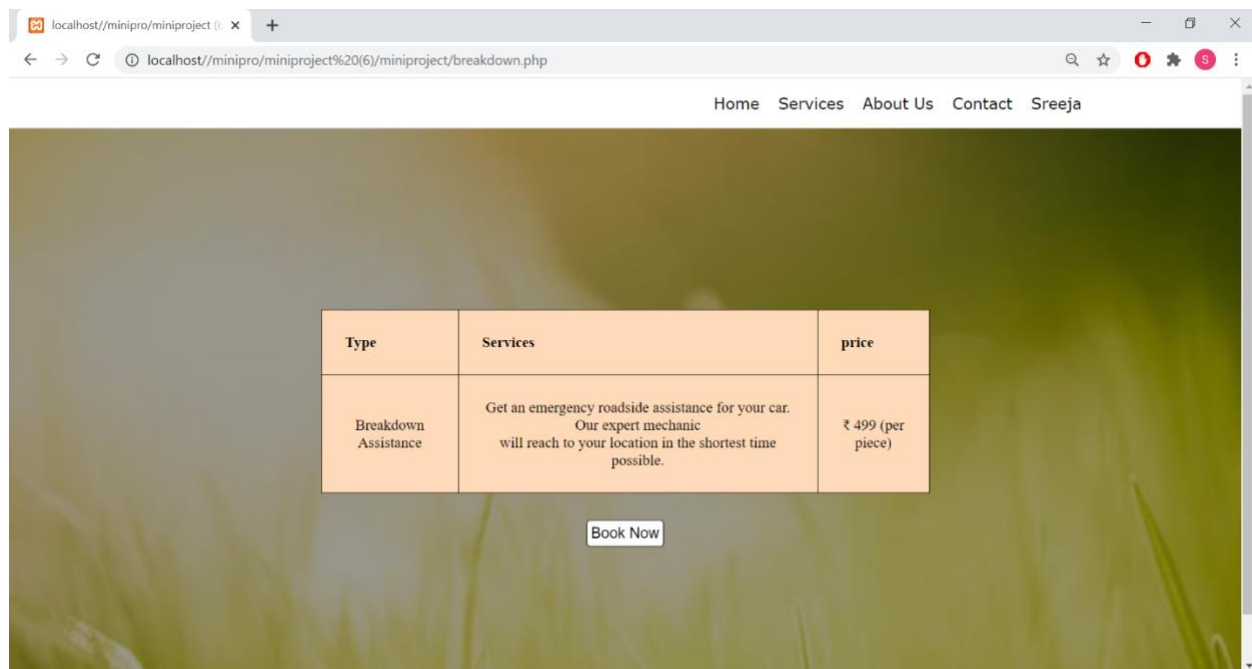 localhost//minipro/miniproject (6
localhost//minipro/miniproject%20(6)/miniproject/breakdown.php
S
Home Services About Us Contact Sreeja
Type Services price
Breakdown
Assistance
Get an emergency roadside assistance for your car.
Our expert mechanic
will reach to your location in the shortest time
possible.
₹ 499 (per
piece)
Book Now